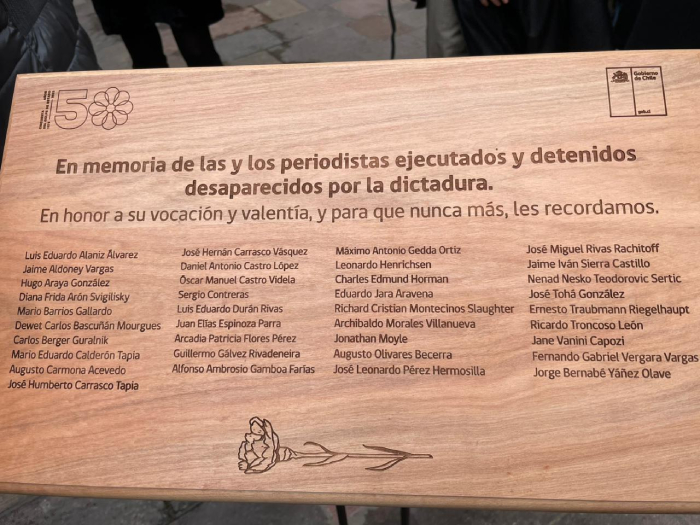 50
Gobierno
de Chile
gob.cl
En memoria de las y los periodistas ejecutados y detenidos
desaparecidos por la dictadura.
En honor a su vocación y valentía, y para que nunca más, les recordamos.
Luis Eduardo Alaniz Álvarez
Jaime Aldoney Vargas
Hugo Araya González
Diana Frida Arón Svigilisky
Mario Barrios Gallardo
Dewet Carlos Bascuñán Mourgues
Carlos Berger Guralnik
Mario Eduardo Calderón Tapia
Augusto Carmona Acevedo
José Humberto Carrasco Tapia
José Hernán Carrasco Vásquez
Daniel Antonio Castro López
Óscar Manuel Castro Videla
Sergio Contreras
Luis Eduardo Durán Rivas
Juan Elías Espinoza Parra
Arcadia Patricia Flores Pérez
Guillermo Gálvez Rivadeneira
Alfonso Ambrosio Gamboa Farías
Máximo Antonio Gedda Ortiz
Leonardo Henrichsen
Charles Edmund Horman
Eduardo Jara Aravena
Richard Cristian Montecinos Slaughter
Archibaldo Morales Villanueva
Jonathan Moyle
Augusto Olivares Becerra
José Leonardo Pérez Hermosilla
José Miguel Rivas Rachitoff
Jaime Iván Sierra Castillo
Nenad Nesko Teodorovic Sertic
José Tohá González
Ernesto Traubmann Riegelhaupt
Ricardo Troncoso León
Jane Vanini Capozi
Fernando Gabriel Vergara Vargas
Jorge Bernabé Yáñez Olave